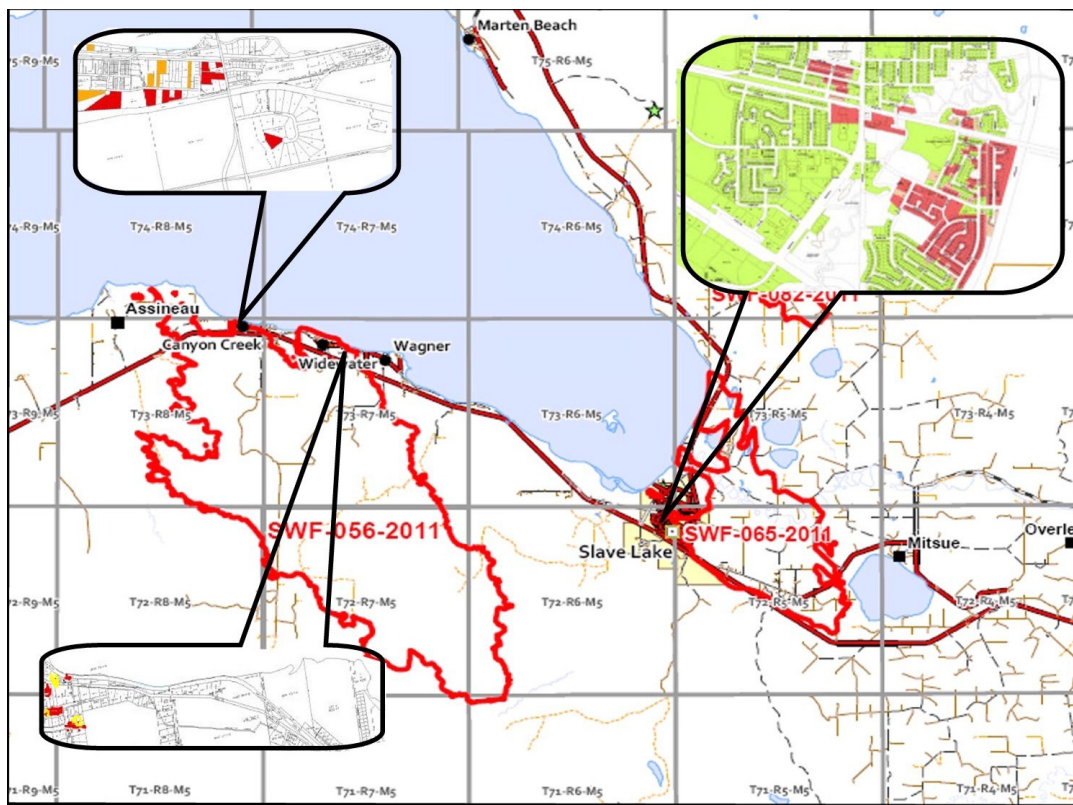 Marten Beach
T75-R9-M5
T75-R6-M5
T74-R9-M5
T74-R8-M5
T74-R7-M5
T74-R6-M5
SWF-082-2011
Assineau
Canyon Creek
Widewater
Wagner
T73-R9-M5
T73-R8-M5
T73-R7-M5
T73-R6-M5
T73-R5-M5
T73-R4-M5
SWF-056-2011
SWF-065-2011
Slave Lake
Mitsue
Overle
T72-R9-M5
T72-R8-M5
T72-R7-M5
T72-R6-M5
T72-R5-M5
T72-R4-M5
T71-R9-M5
T71-R8-M5
T71-R7-M5
T71-R6-M5
T71-R5-M5
T71-R4-M5